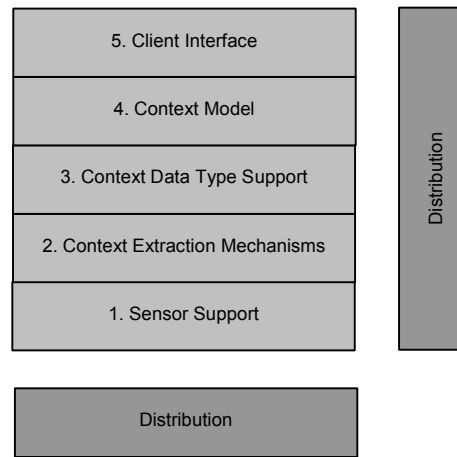 5. Client Interface
4. Context Model
3. Context Data Type Support
2. Context Extraction Mechanisms
1. Sensor Support
Distribution
Distribution